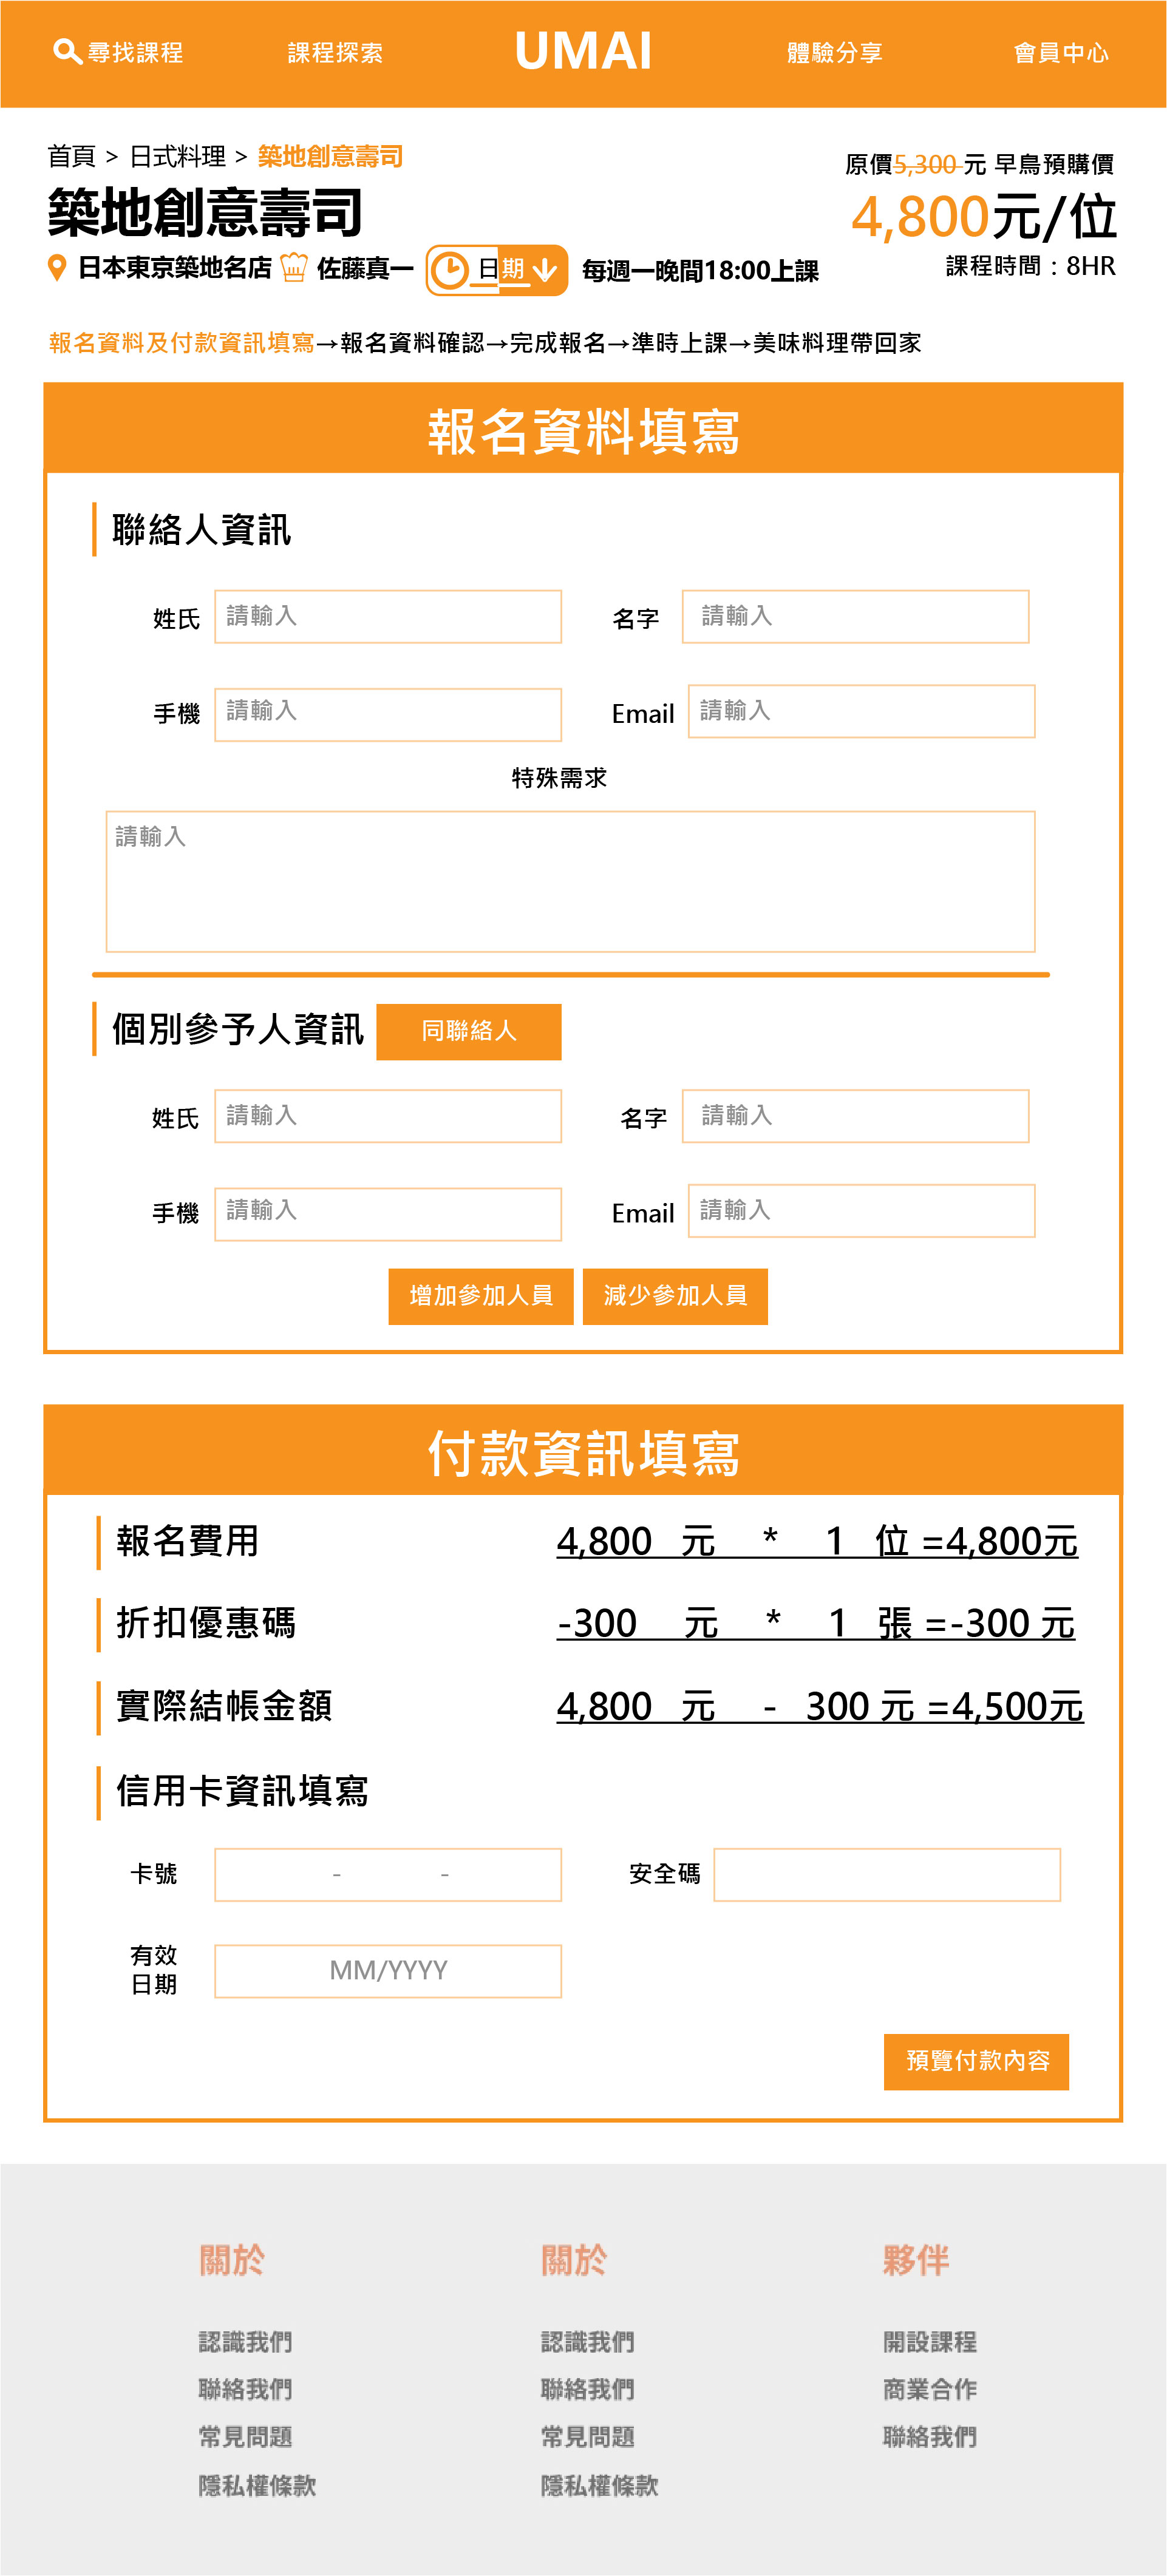 尋找課程 課程探索 UMAI 體驗分享 會員中心
首頁 > 日式料理 > 築地創意壽司
原價5,300 元 早鳥預購價
築地創意壽司
4,800元/位
日本東京築地名店 佐藤真一 日期 每週一晚間18:00上課
課程時間：8HR
報名資料及付款資訊填寫→報名資料確認→完成報名→準時上課→美味料理帶回家
報名資料填寫
聯絡人資訊
姓氏 請輸入 名字 請輸入
手機 請輸入 Email 請輸入
特殊需求
請輸入
個別參予人資訊 同聯絡人
姓氏 請輸入 名字 請輸入
手機 請輸入 Email 請輸入
增加參加人員 減少參加人員
付款資訊填寫
報名費用 4,800 元 * 1 位 =4,800元
折扣優惠碼 -300 元 * 1 張 =-300 元
實際結帳金額 4,800 元 - 300 元 =4,500元
信用卡資訊填寫
卡號 - - 安全碼
有效
日期 MM/YYYY
預覽付款內容
關於 關於 夥伴
認識我們 認識我們 開設課程
聯絡我們 聯絡我們 商業合作
常見問題 常見問題 聯絡我們
隱私權條款 隱私權條款